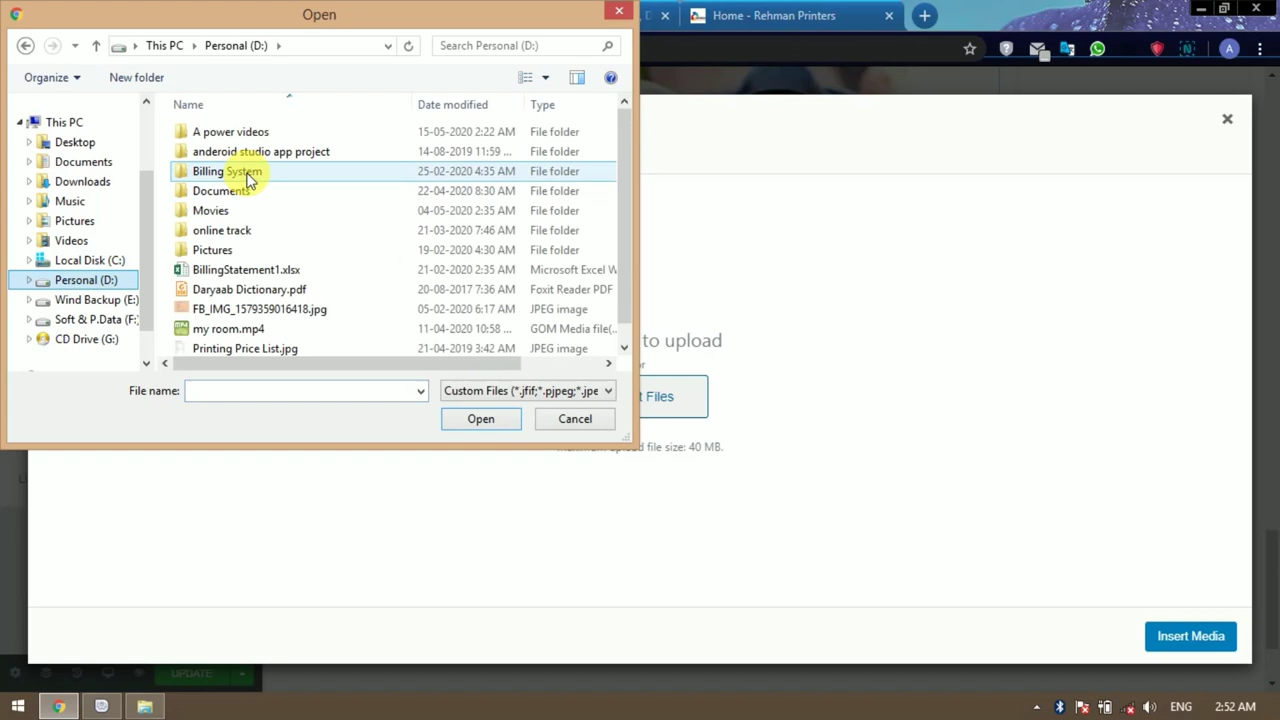 Open
Home - Rehman Printers
This PC
Personal (D:)
Search Personal (D:)
A
Organize
New folder
Name
Date modified
Type
This PC
Desktop
Documents
Downloads
Music
Pictures
Videos
Local Disk (C:)
Personal (D:)
Wind Backup (E:)
Soft & P.Data (F:
CD Drive (G:)
A power videos 15-05-2020 2:22 AM File folder
anderoid studio app project 14-08-2019 11:59 ... File folder
Billing System 25-02-2020 4:35 AM File folder
Documents 22-04-2020 8:30 AM File folder
Movies 04-05-2020 2:35 AM File folder
online track 21-03-2020 7:46 AM File folder
Pictures 19-02-2020 4:30 AM File folder
BillingStatement1.xlsx 21-02-2020 2:35 AM Microsoft Excel W
Daryaab Dictionary.pdf 20-08-2017 7:36 AM Foxit Reader PDF
FB_IMG_1579359016418.jpg 05-02-2020 6:17 AM JPEG image
my room.mp4 11-04-2020 10:58 ... GOM Media file(
Printing Price List.jpg 21-04-2019 3:42 AM JPEG image
File name:
Custom Files (*.jfif;*.pjpeg;*.jpe
Open
Cancel
to upload
or
t Files
Maximum upload file size: 40 MB.
Insert Media
UPDATE
ENG
2:52 AM